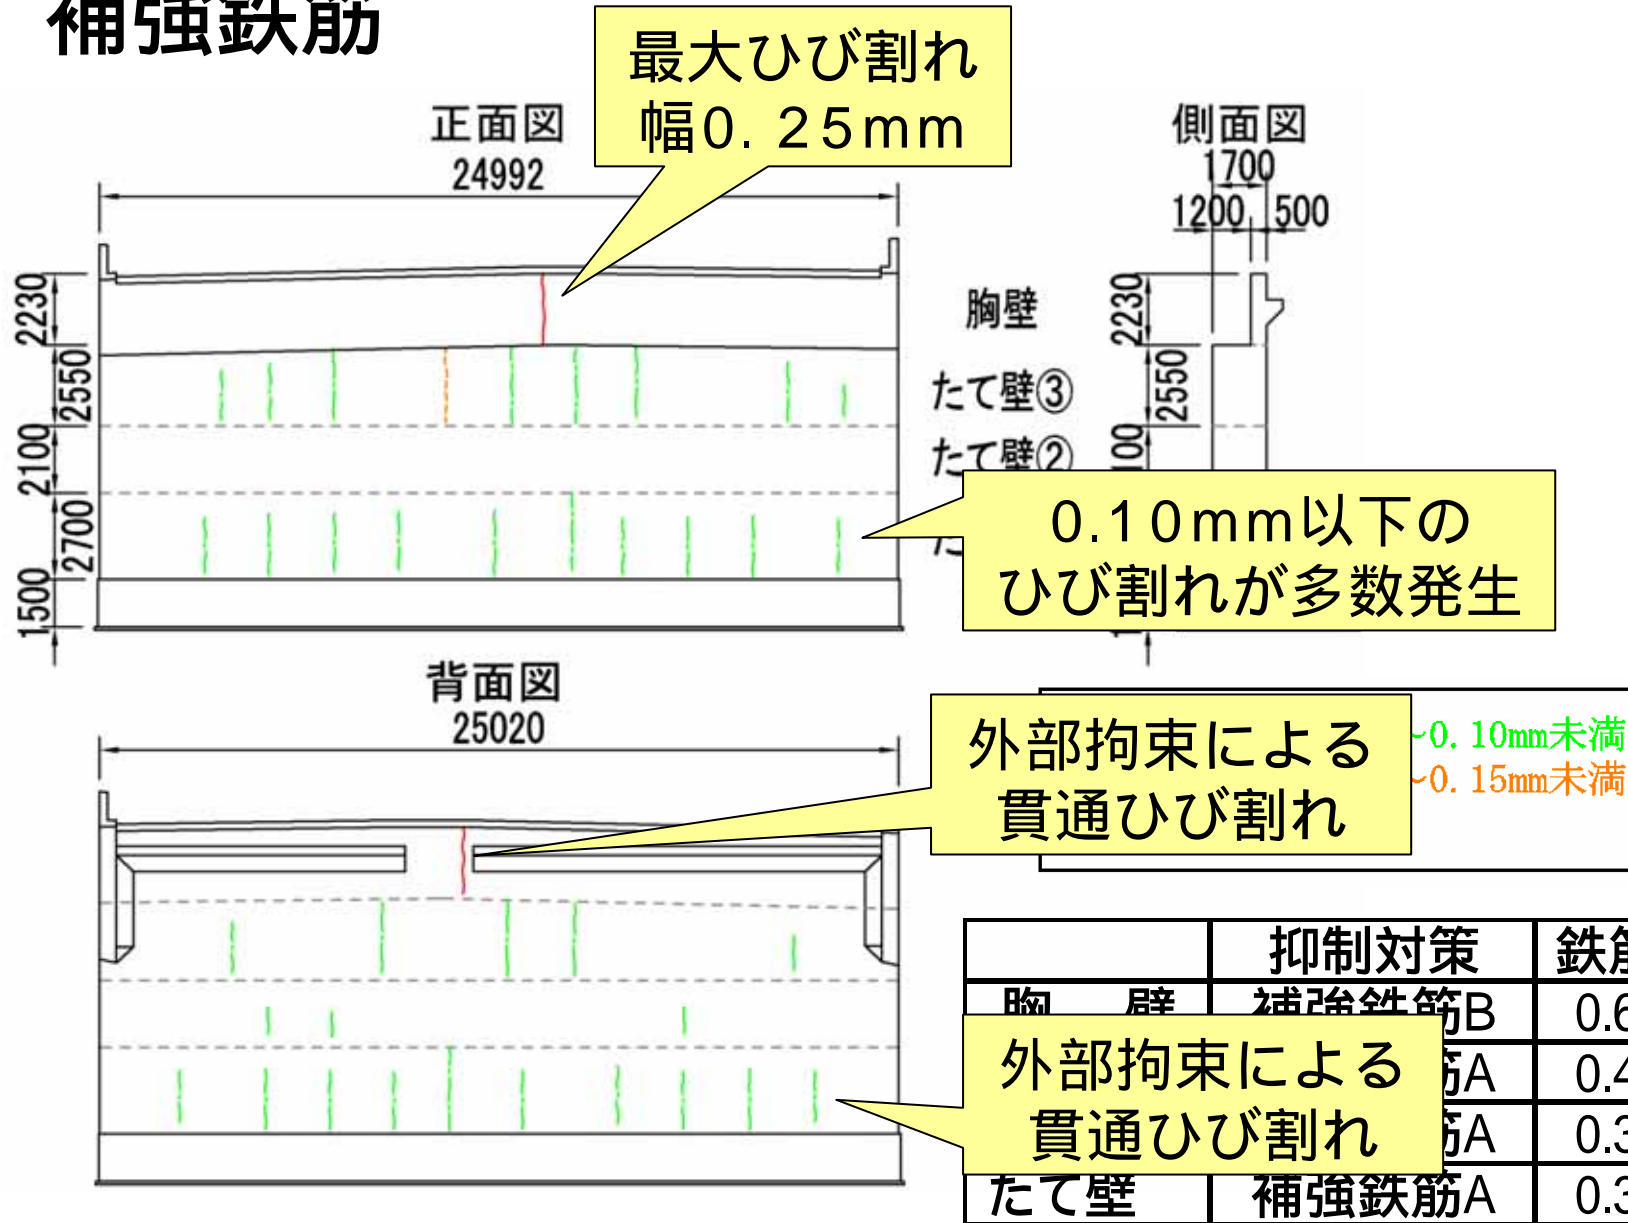 補強鉄筋
最大ひび割れ
幅0.25mm
正面図
24992
側面図
1700
1200 500
2230
2550
2100
2700
1500
胸壁
たて壁③
たて壁②
2230
2550
100
0.10mm以下の
ひび割れが多数発生
背面図
25020
外部拘束による
貫通ひび割れ
~0.10mm未満
~0.15mm未満
抑制対策
胸 壁 補強鉄筋B
外部拘束による
貫通ひび割れ
筋A
筋A
たて壁 補強鉄筋A